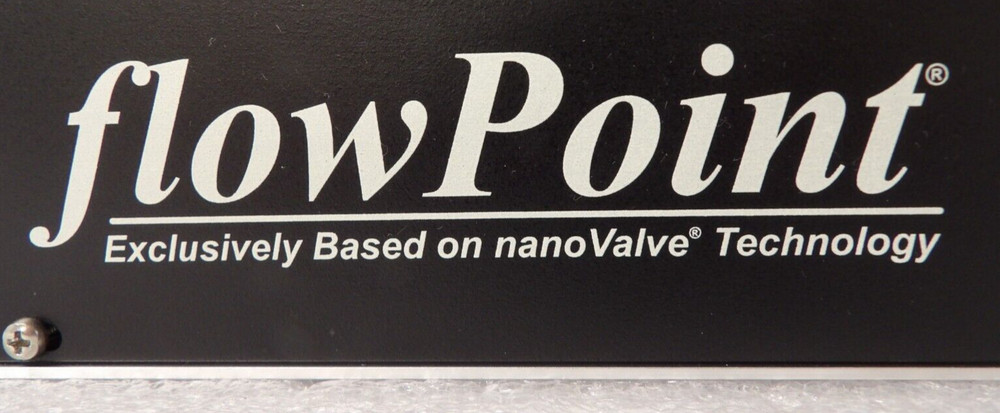 flowPoint®
Exclusively Based on nanoValve® Technology